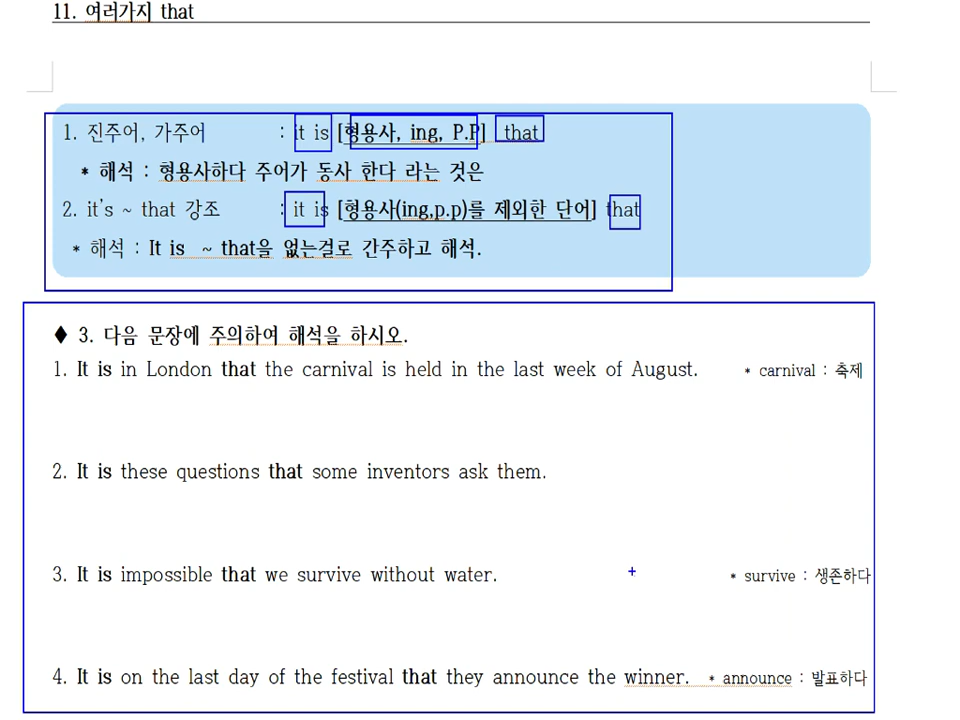 11. 여러가지 that
1. 진주어, 가주어 : it is [형용사, ing, P.P] that
* 해석 : 형용사하다 주어가 동사 한다 라는 것은
2. it's ~ that 강조 : it is [형용사(ing,p.p)를 제외한 단어] that
* 해석 : It is ~ that을 없는걸로 간주하고 해석.
◆ 3. 다음 문장에 주의하여 해석을 하시오.
1. It is in London that the carnival is held in the last week of August. * carnival : 축제
2. It is these questions that some inventors ask them.
3. It is impossible that we survive without water. * survive : 생존하다
4. It is on the last day of the festival that they announce the winner. * announce : 발표하다